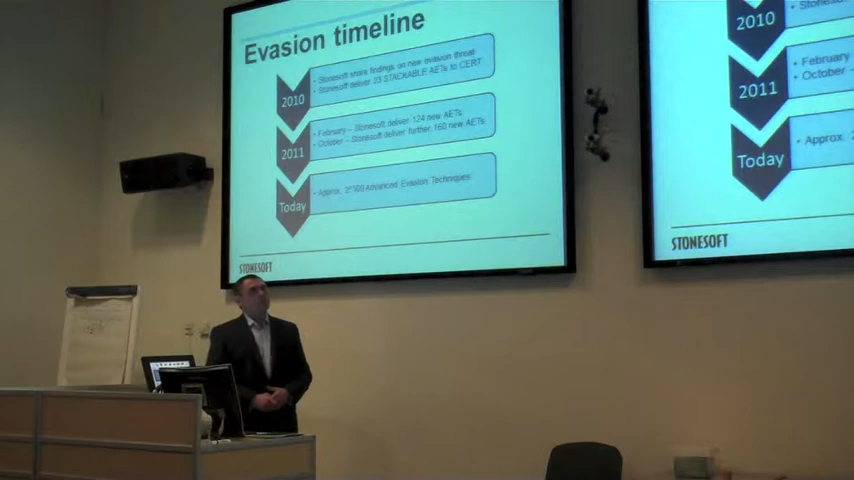 Evasion timeline
2010
• Stonesoft share findings on new evasion threat
• Stonesoft deliver 23 STACKABLE AETs to CERT
2011
• February – Stonesoft deliver 124 new AETs
• October – Stonesoft deliver further 160 new AETs
Today
• Approx. Advanced Evasion Techniques
STONESOFT
2010
• Stoneso
2011
• February
• October –
Today
• Approx.
STONESOFT